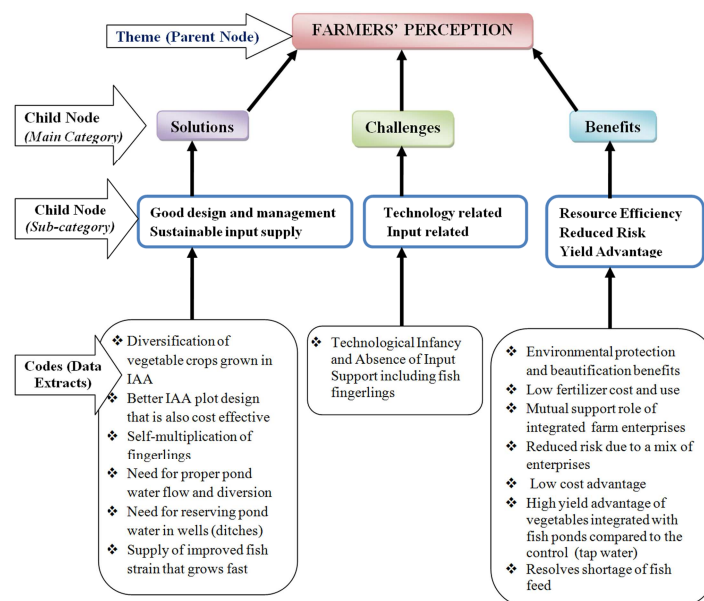 Theme (Parent Node)
FARMERS' PERCEPTION
Child Node
(Main Category)
Solutions
Challenges
Benefits
Child Node
(Sub-category)
Good design and management
Sustainable input supply
Technology related
Input related
Resource Efficiency
Reduced Risk
Yield Advantage
Codes (Data
Extracts)
❖ Diversification of
vegetable crops grown in
IAA
❖ Better IAA plot design
that is also cost effective
❖ Self-multiplication of
fingerlings
❖ Need for proper pond
water flow and diversion
❖ Need for reserving pond
water in wells (ditches)
❖ Supply of improved fish
strain that grows fast
❖ Technological Infancy
and Absence of Input
Support including fish
fingerlings
❖ Environmental protection
and beautification benefits
❖ Low fertilizer cost and use
❖ Mutual support role of
integrated farm enterprises
❖ Reduced risk due to a mix of
enterprises
❖ Low cost advantage
❖ High yield advantage of
vegetables integrated with
fish ponds compared to the
control (tap water)
❖ Resolves shortage of fish
feed